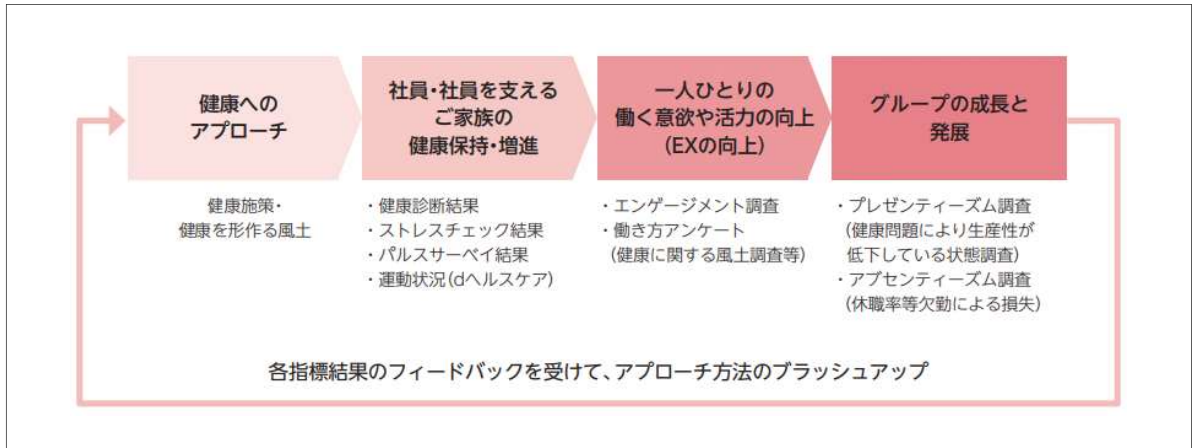 健康への
アプローチ
社員・社員を支える
ご家族の
健康保持・増進
一人ひとりの
働く意欲や活力の向上
(EXの向上)
グループの成長と
発展
健康施策・
健康を形作る風土
・健康診断結果
・ストレスチェック結果
・パルスサーベイ結果
・運動状況(dヘルスケア)
・エンゲージメント調査
・働き方アンケート
(健康に関する風土調査等)
・プレゼンティーズム調査
(健康問題により生産性が
低下している状態調査)
・アブセンティーズム調査
(休職率等欠勤による損失)
各指標結果のフィードバックを受けて、アプローチ方法のブラッシュアップ